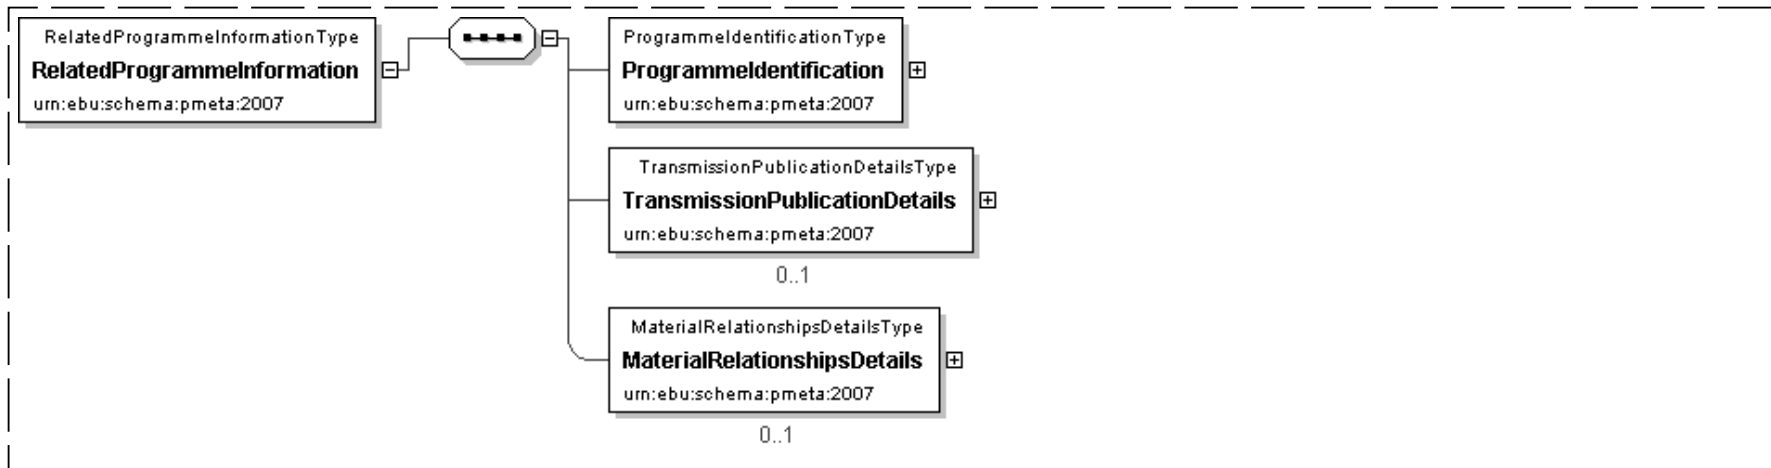 RelatedProgrammeInformationType
RelatedProgrammeInformation
urn:ebu:schema:pmeta:2007
ProgrammeIdentificationType
ProgrammeIdentification
urn:ebu:schema:pmeta:2007
TransmissionPublicationDetailsType
TransmissionPublicationDetails
urn:ebu:schema:pmeta:2007
0..1
MaterialRelationshipsDetailsType
MaterialRelationshipsDetails
urn:ebu:schema:pmeta:2007
0..1